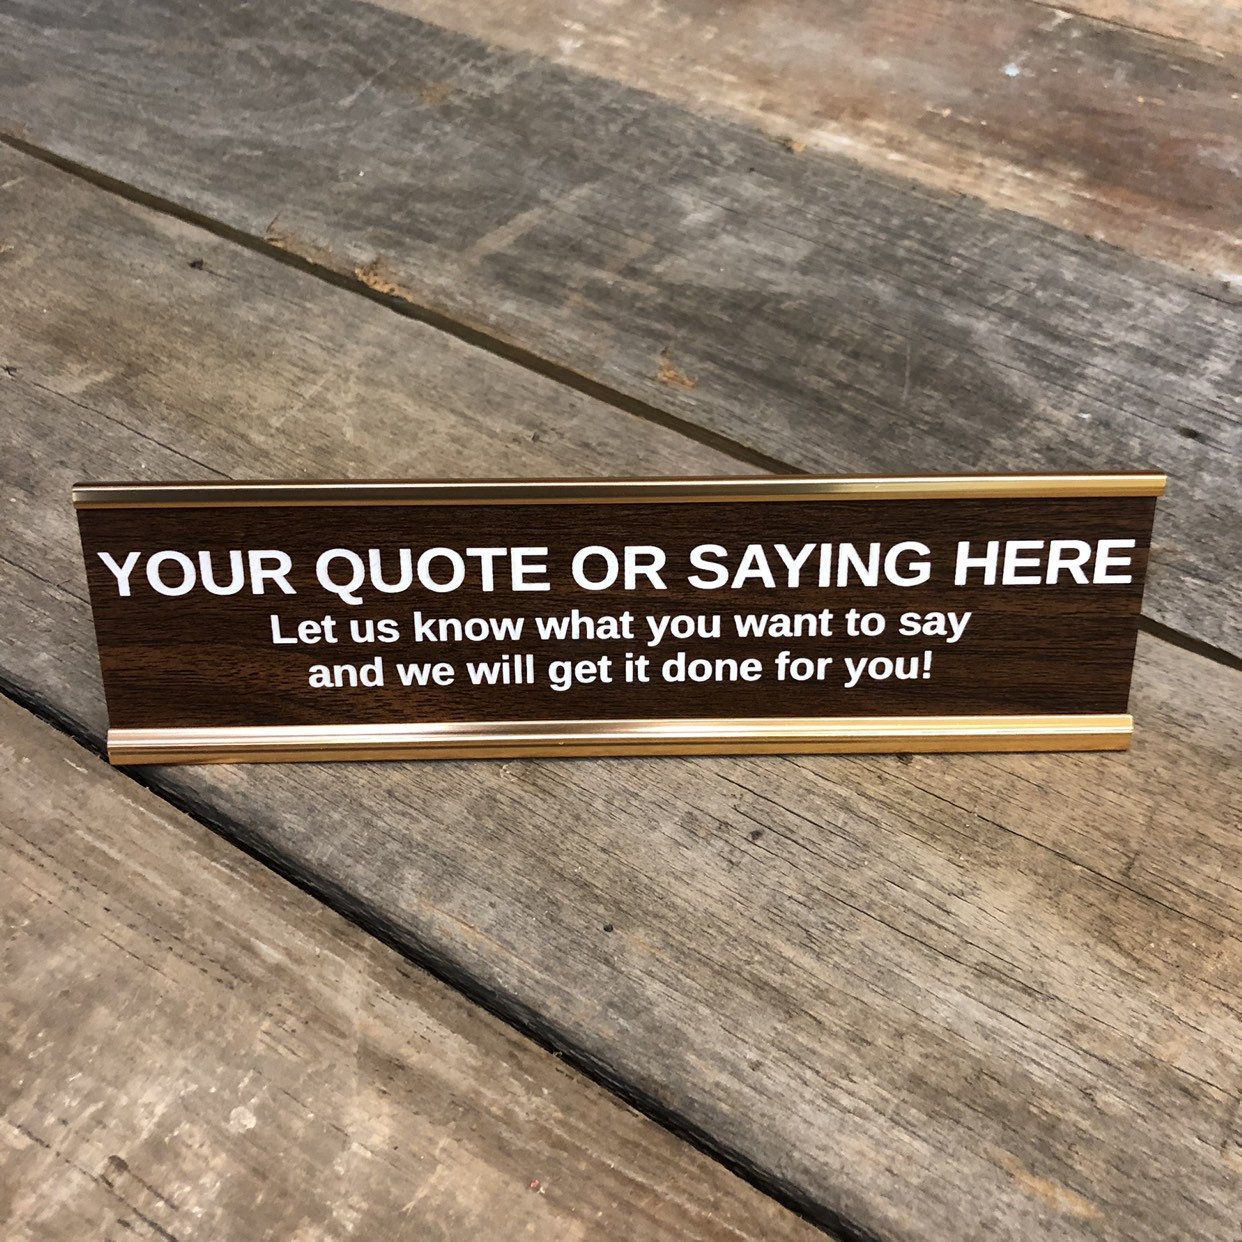 YOUR QUOTE OR SAYING HERE
Let us know what you want to say
and we will get it done for you!